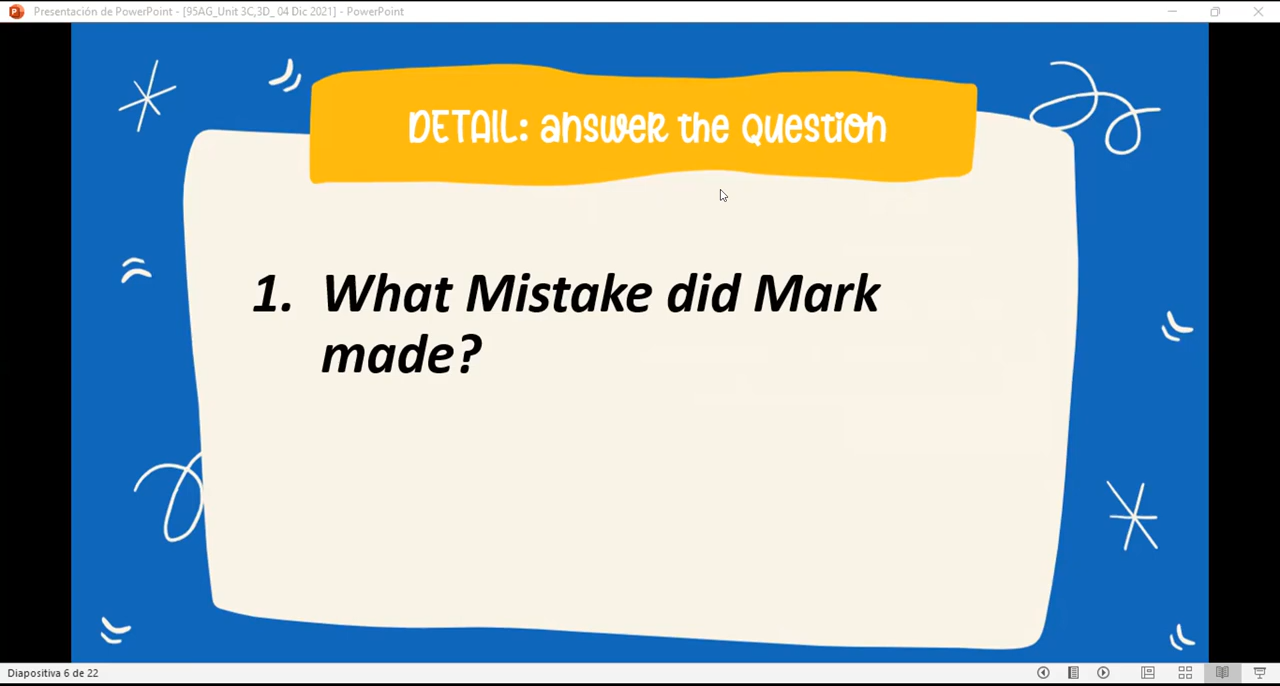 Presentación de PowerPoint - [95AG_Unit 3C,3D_ 04 Dic 2021] - PowerPoint
DETAIL: answer the question
1. What Mistake did Mark
made?
Diapositiva 6 de 22